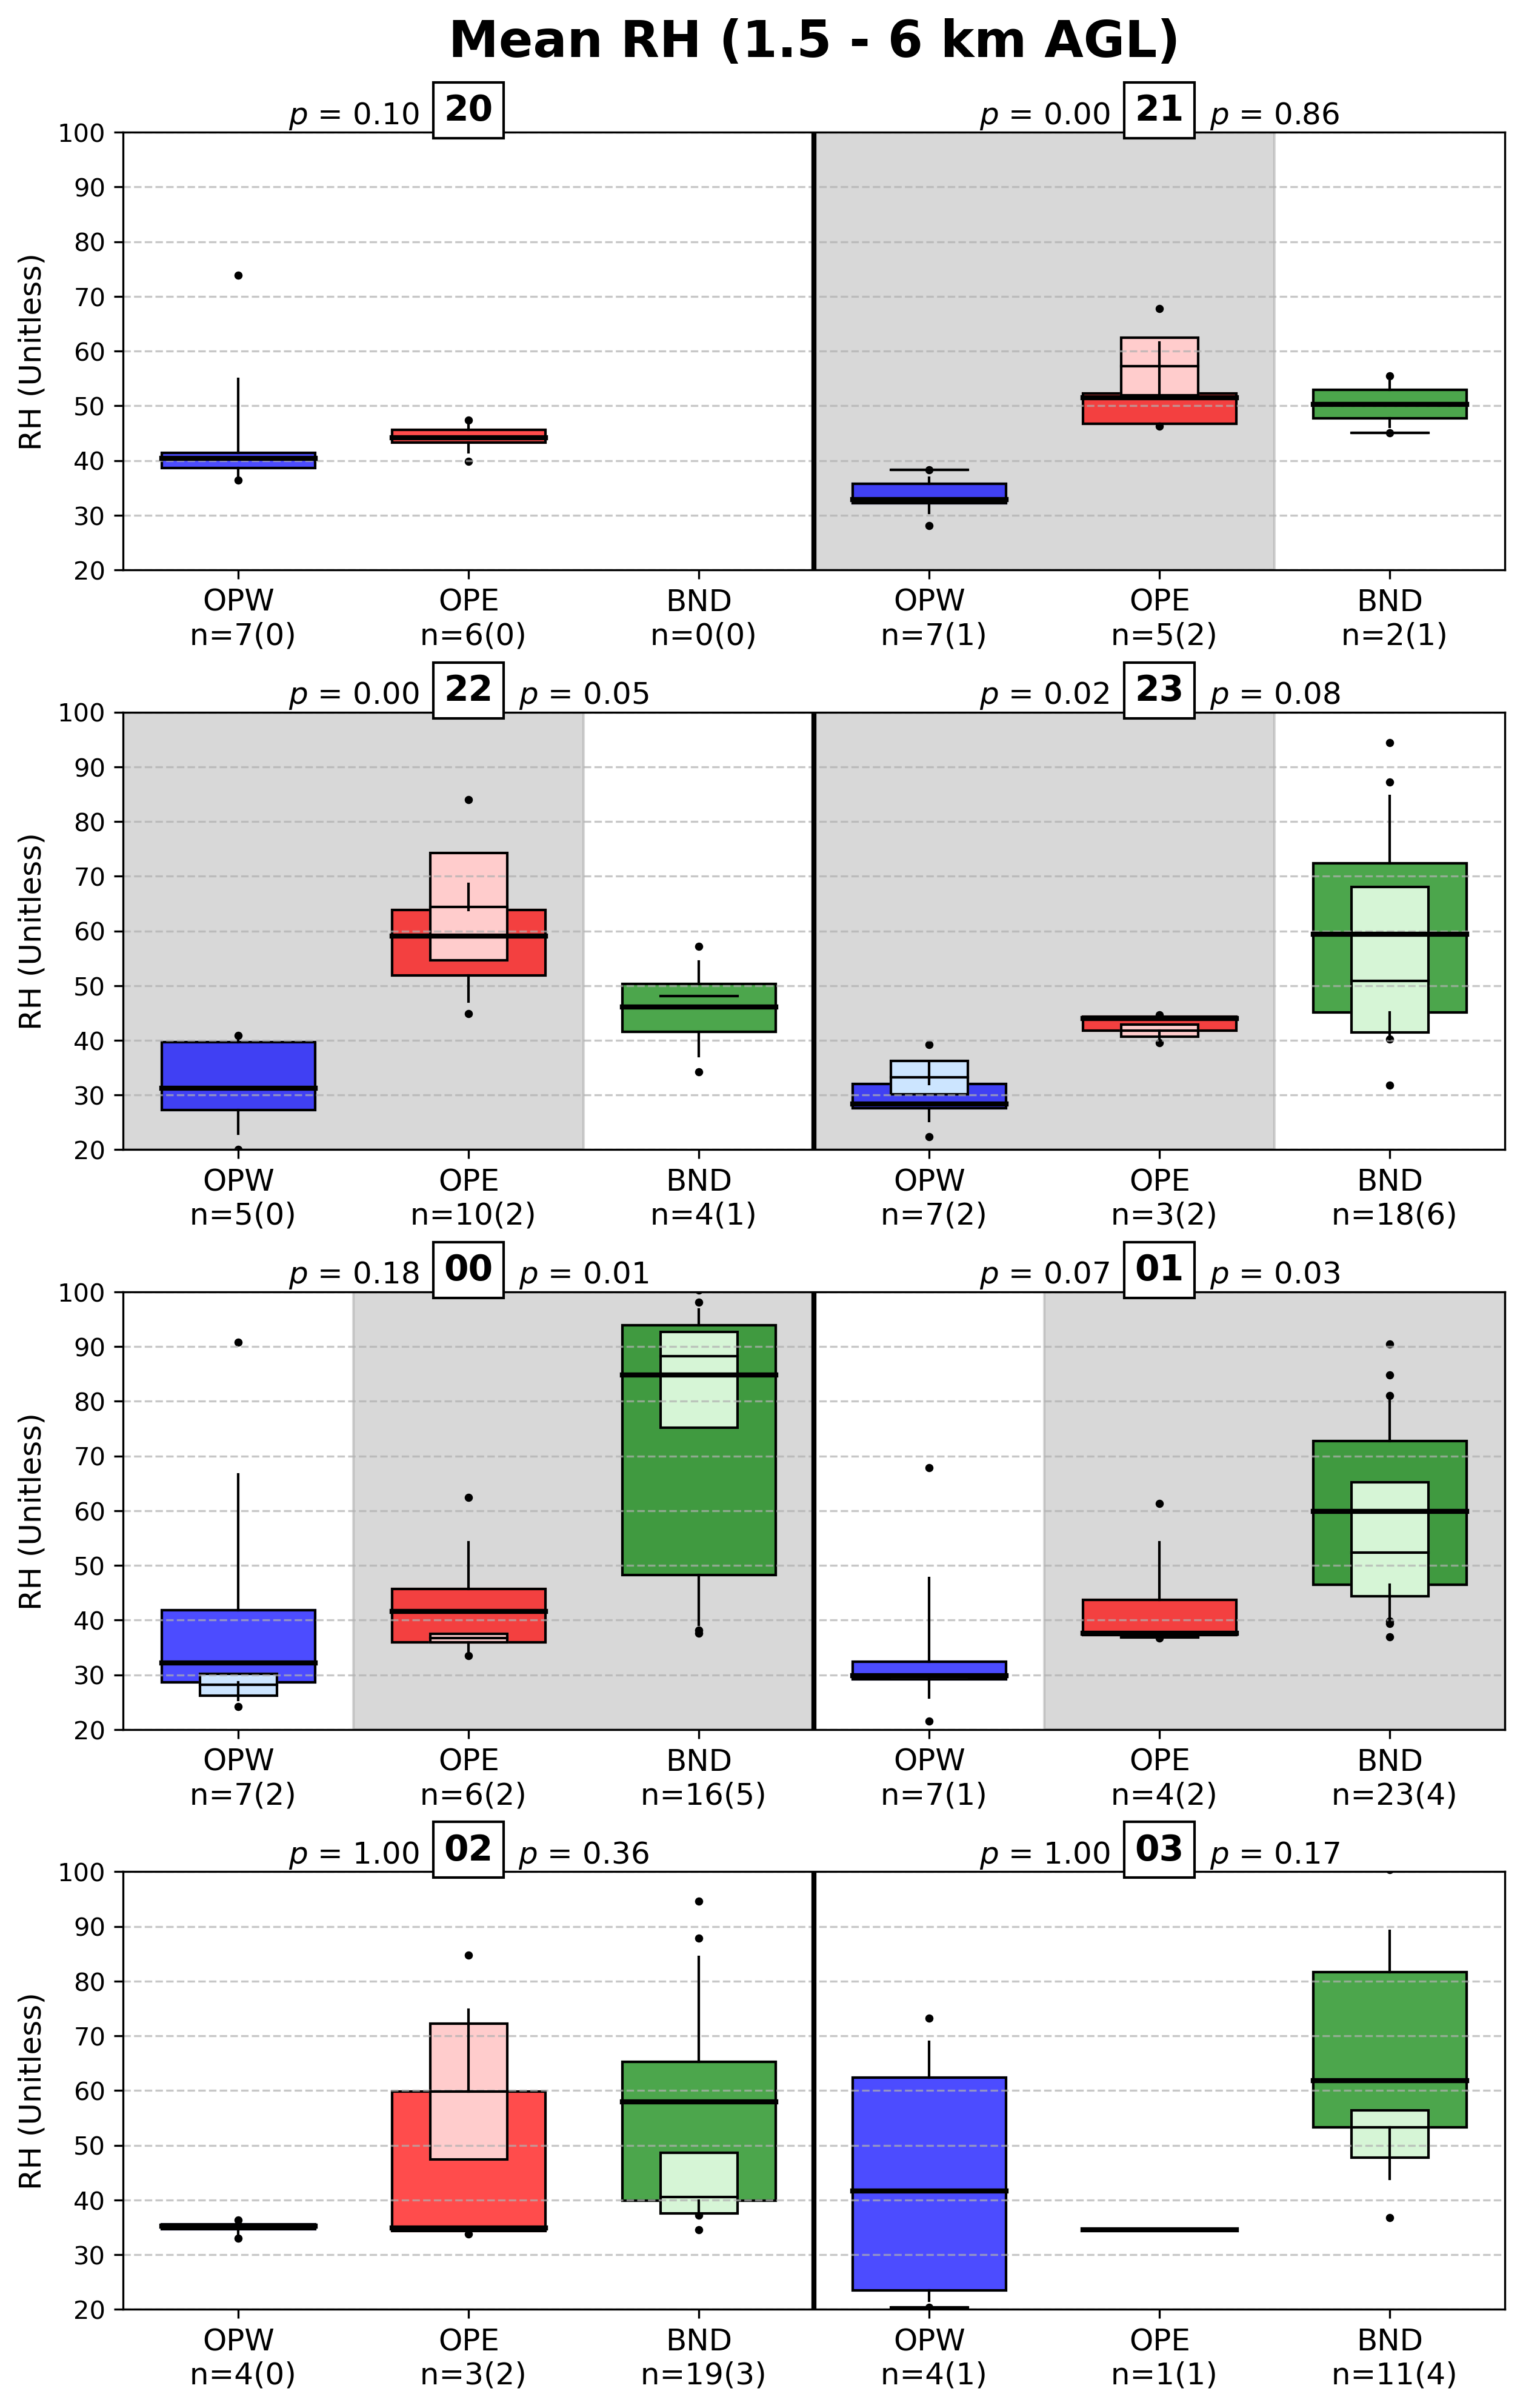 Mean RH (1.5 - 6 km AGL)
p = 0.10 20
p = 0.00 21 p = 0.86
100
90
80
70
60
50
40
30
20
RH (Unitless)
OPW OPE BND OPW OPE BND
n=7(0) n=6(0) n=0(0) n=7(1) n=5(2) n=2(1)
p = 0.00 22 p = 0.05
p = 0.02 23 p = 0.08
100
90
80
70
60
50
40
30
20
RH (Unitless)
OPW OPE BND OPW OPE BND
n=5(0) n=10(2) n=4(1) n=7(2) n=3(2) n=18(6)
p = 0.18 00 p = 0.01
p = 0.07 01 p = 0.03
100
90
80
70
60
50
40
30
20
RH (Unitless)
OPW OPE BND OPW OPE BND
n=7(2) n=6(2) n=16(5) n=7(1) n=4(2) n=23(4)
p = 1.00 02 p = 0.36
p = 1.00 03 p = 0.17
100
90
80
70
60
50
40
30
20
RH (Unitless)
OPW OPE BND OPW OPE BND
n=4(0) n=3(2) n=19(3) n=4(1) n=1(1) n=11(4)